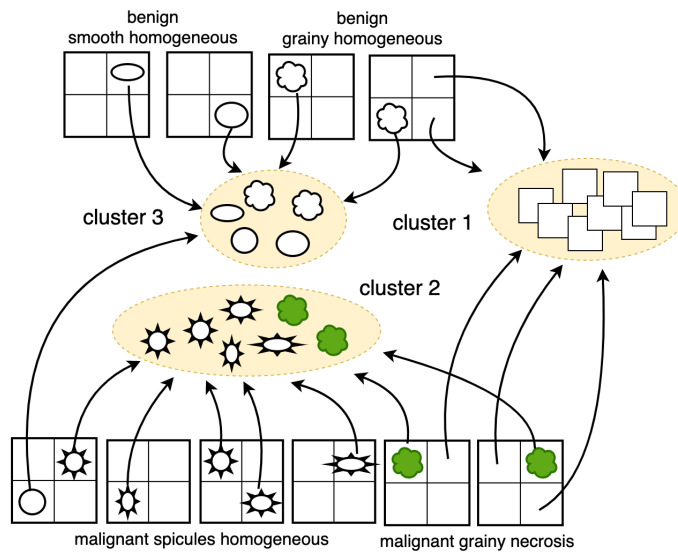 benign
smooth homogeneous
benign
grainy homogeneous
cluster 3
cluster 1
cluster 2
malignant spicules homogeneous
malignant grainy necrosis